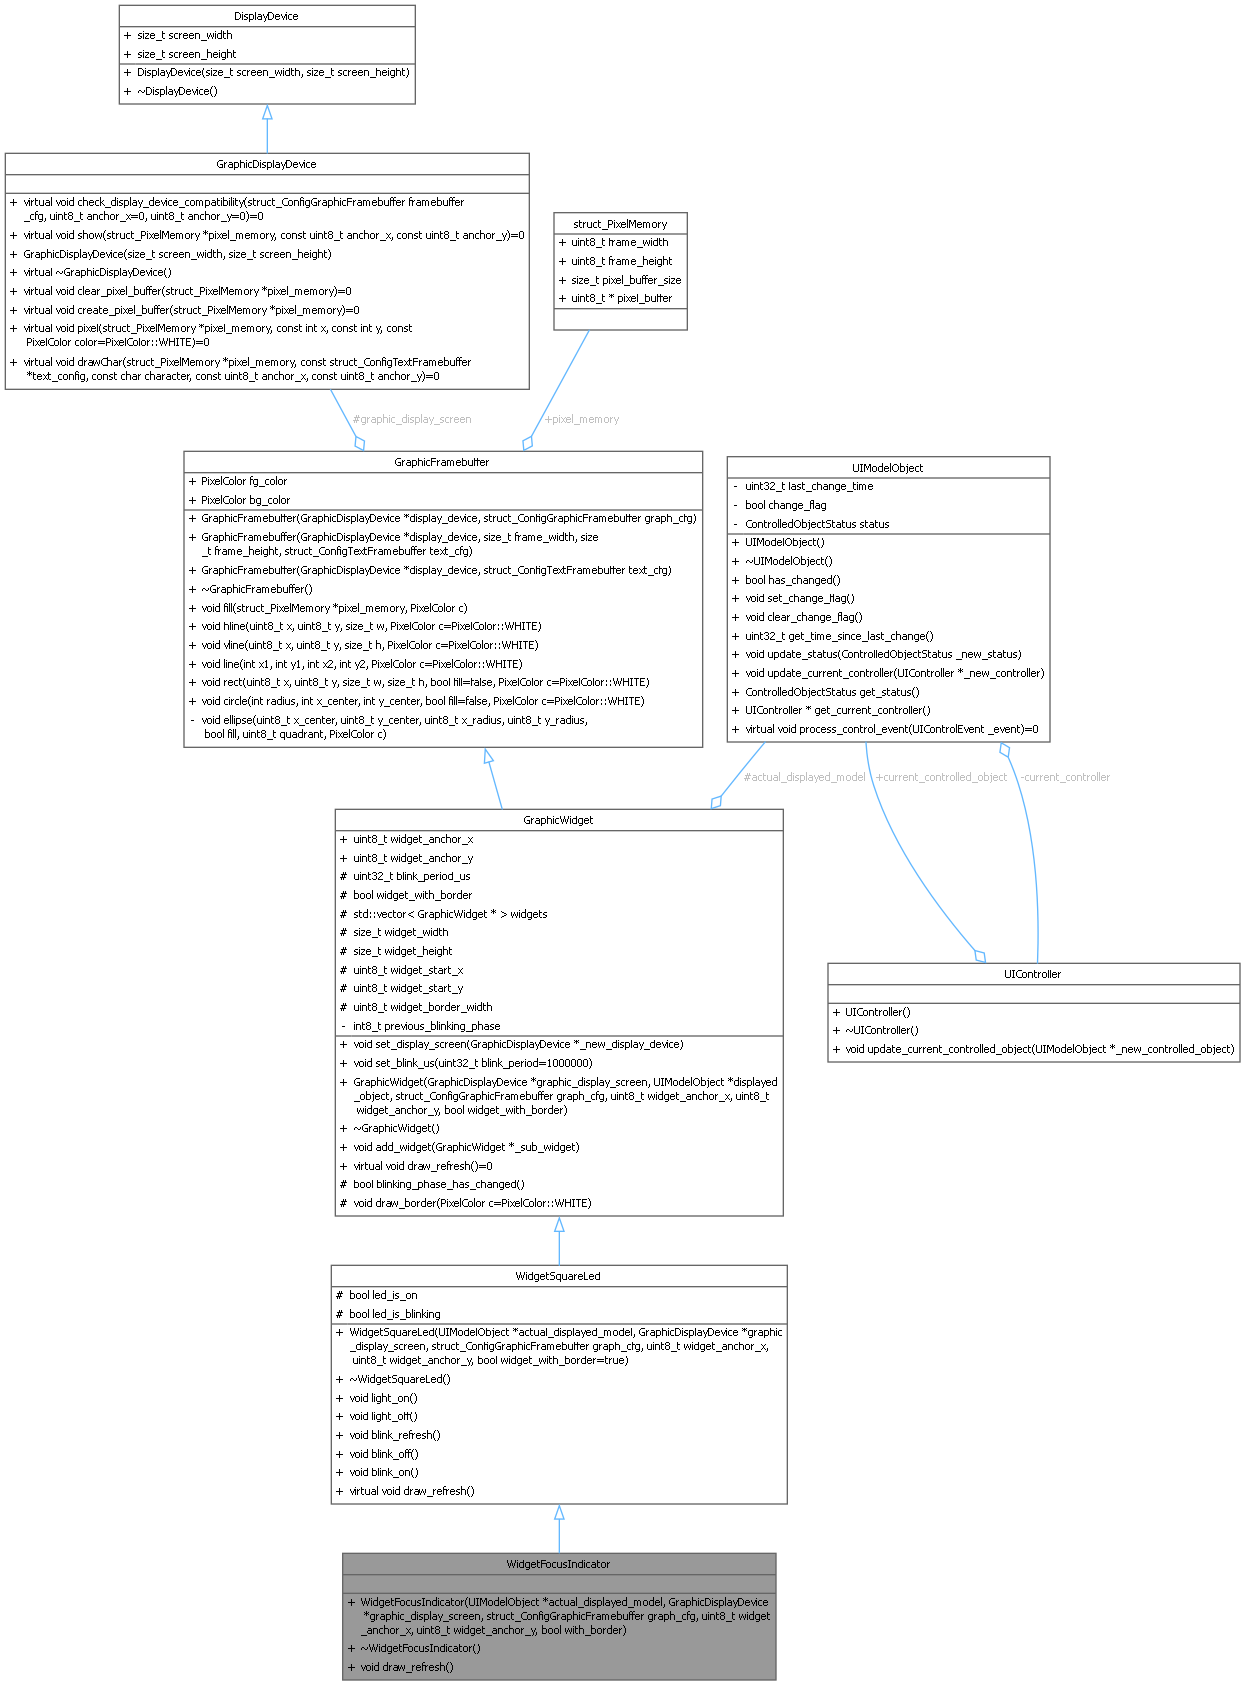 DisplayDevice
+ size_t screen_width
+ size_t screen_height
+ DisplayDevice(size_t screen_width, size_t screen_height)
+ ~DisplayDevice()
GraphicDisplayDevice
+ virtual void check_display_device_compatibility(struct_ConfigGraphicFramebuffer framebuffer
_cfg, uint8_t anchor_x=0, uint8_t anchor_y=0)=0
+ virtual void show(struct_PixelMemory *pixel_memory, const uint8_t anchor_x, const uint8_t anchor_y)=0
+ GraphicDisplayDevice(size_t screen_width, size_t screen_height)
+ virtual ~GraphicDisplayDevice()
+ virtual void clear_pixel_buffer(struct_PixelMemory *pixel_memory)=0
+ virtual void create_pixel_buffer(struct_PixelMemory *pixel_memory)=0
+ virtual void pixel(struct_PixelMemory *pixel_memory, const int x, const int y, const
PixelColor color=PixelColor::WHITE)=0
+ virtual void drawChar(struct_PixelMemory *pixel_memory, const struct_ConfigTextFramebuffer
*text_config, const char character, const uint8_t anchor_x, const uint8_t anchor_y)=0
struct_PixelMemory
+ uint8_t frame_width
+ uint8_t frame_height
+ size_t pixel_buffer_size
+ uint8_t * pixel_buffer
#graphic_display_screen
+pixel_memory
GraphicFramebuffer
+ PixelColor fg_color
+ PixelColor bg_color
+ GraphicFramebuffer(GraphicDisplayDevice *display_device, struct_ConfigGraphicFramebuffer graph_cfg)
+ GraphicFramebuffer(GraphicDisplayDevice *display_device, size_t frame_width, size
_t frame_height, struct_ConfigTextFramebuffer text_cfg)
+ GraphicFramebuffer(GraphicDisplayDevice *display_device, struct_ConfigTextFramebuffer text_cfg)
+ ~GraphicFramebuffer()
+ void fill(struct_PixelMemory *pixel_memory, PixelColor c)
+ void hline(uint8_t x, uint8_t y, size_t w, PixelColor c=PixelColor::WHITE)
+ void vline(uint8_t x, uint8_t y, size_t h, PixelColor c=PixelColor::WHITE)
+ void line(int x1, int y1, int x2, int y2, PixelColor c=PixelColor::WHITE)
+ void rect(uint8_t x, uint8_t y, size_t w, size_t h, bool fill=false, PixelColor c=PixelColor::WHITE)
+ void circle(int radius, int x_center, int y_center, bool fill=false, PixelColor c=PixelColor::WHITE)
- void ellipse(uint8_t x_center, uint8_t y_center, uint8_t x_radius, uint8_t y_radius,
bool fill, uint8_t quadrant, PixelColor c)
UIModelObject
- uint32_t last_change_time
- bool change_flag
- ControlledObjectStatus status
+ UIModelObject()
+ ~UIModelObject()
+ bool has_changed()
+ void set_change_flag()
+ void clear_change_flag()
+ uint32_t get_time_since_last_change()
+ void update_status(ControlledObjectStatus _new_status)
+ void update_current_controller(UIController *_new_controller)
+ ControlledObjectStatus get_status()
+ UIController * get_current_controller()
+ virtual void process_control_event(UIControlEvent _event)=0
#actual_displayed_model
+current_controlled_object
-current_controller
GraphicWidget
+ uint8_t widget_anchor_x
+ uint8_t widget_anchor_y
# uint32_t blink_period_us
# bool widget_with_border
# std::vector< GraphicWidget * > widgets
# size_t widget_width
# size_t widget_height
# uint8_t widget_start_x
# uint8_t widget_start_y
# uint8_t widget_border_width
- int8_t previous_blinking_phase
+ void set_display_screen(GraphicDisplayDevice *_new_display_device)
+ void set_blink_us(uint32_t blink_period=1000000)
+ GraphicWidget(GraphicDisplayDevice *graphic_display_screen, UIModelObject *displayed
_object, struct_ConfigGraphicFramebuffer graph_cfg, uint8_t widget_anchor_x, uint8_t
widget_anchor_y, bool widget_with_border)
+ ~GraphicWidget()
+ void add_widget(GraphicWidget *_sub_widget)
+ virtual void draw_refresh()=0
# bool blinking_phase_has_changed()
# void draw_border(PixelColor c=PixelColor::WHITE)
UIController
+ UIController()
+ ~UIController()
+ void update_current_controlled_object(UIModelObject *_new_controlled_object)
WidgetSquareLed
# bool led_is_on
# bool led_is_blinking
+ WidgetSquareLed(UIModelObject *actual_displayed_model, GraphicDisplayDevice *graphic
_display_screen, struct_ConfigGraphicFramebuffer graph_cfg, uint8_t widget_anchor_x,
uint8_t widget_anchor_y, bool widget_with_border=true)
+ ~WidgetSquareLed()
+ void light_on()
+ void light_off()
+ void blink_refresh()
+ void blink_off()
+ void blink_on()
+ virtual void draw_refresh()
WidgetFocusIndicator
+ WidgetFocusIndicator(UIModelObject *actual_displayed_model, GraphicDisplayDevice
*graphic_display_screen, struct_ConfigGraphicFramebuffer graph_cfg, uint8_t widget
_anchor_x, uint8_t widget_anchor_y, bool with_border)
+ ~WidgetFocusIndicator()
+ void draw_refresh()